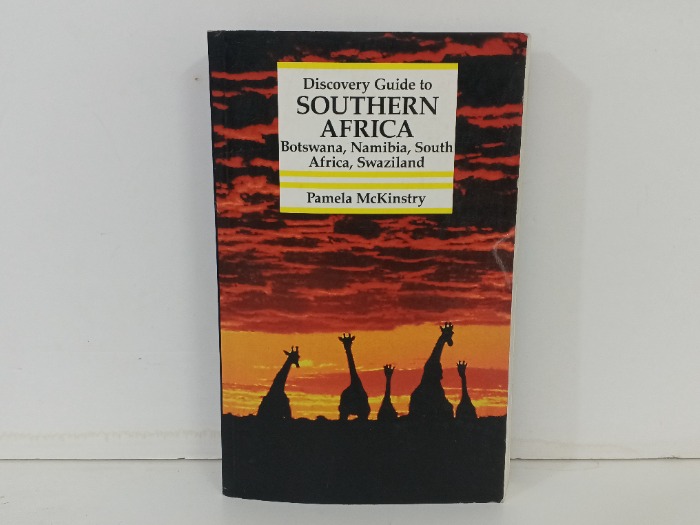 Discovery Guide to
SOUTHERN
AFRICA
Botswana, Namibia, South
Africa, Swaziland
Pamela McKinstry